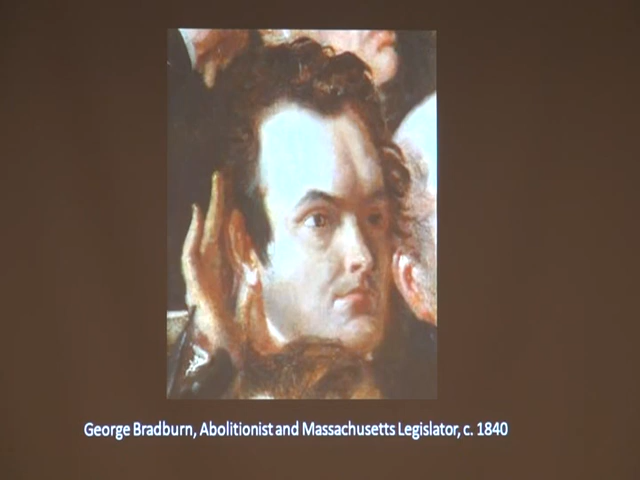 George Bradburn, Abolitionist and Massachusetts Legislator, c. 1840